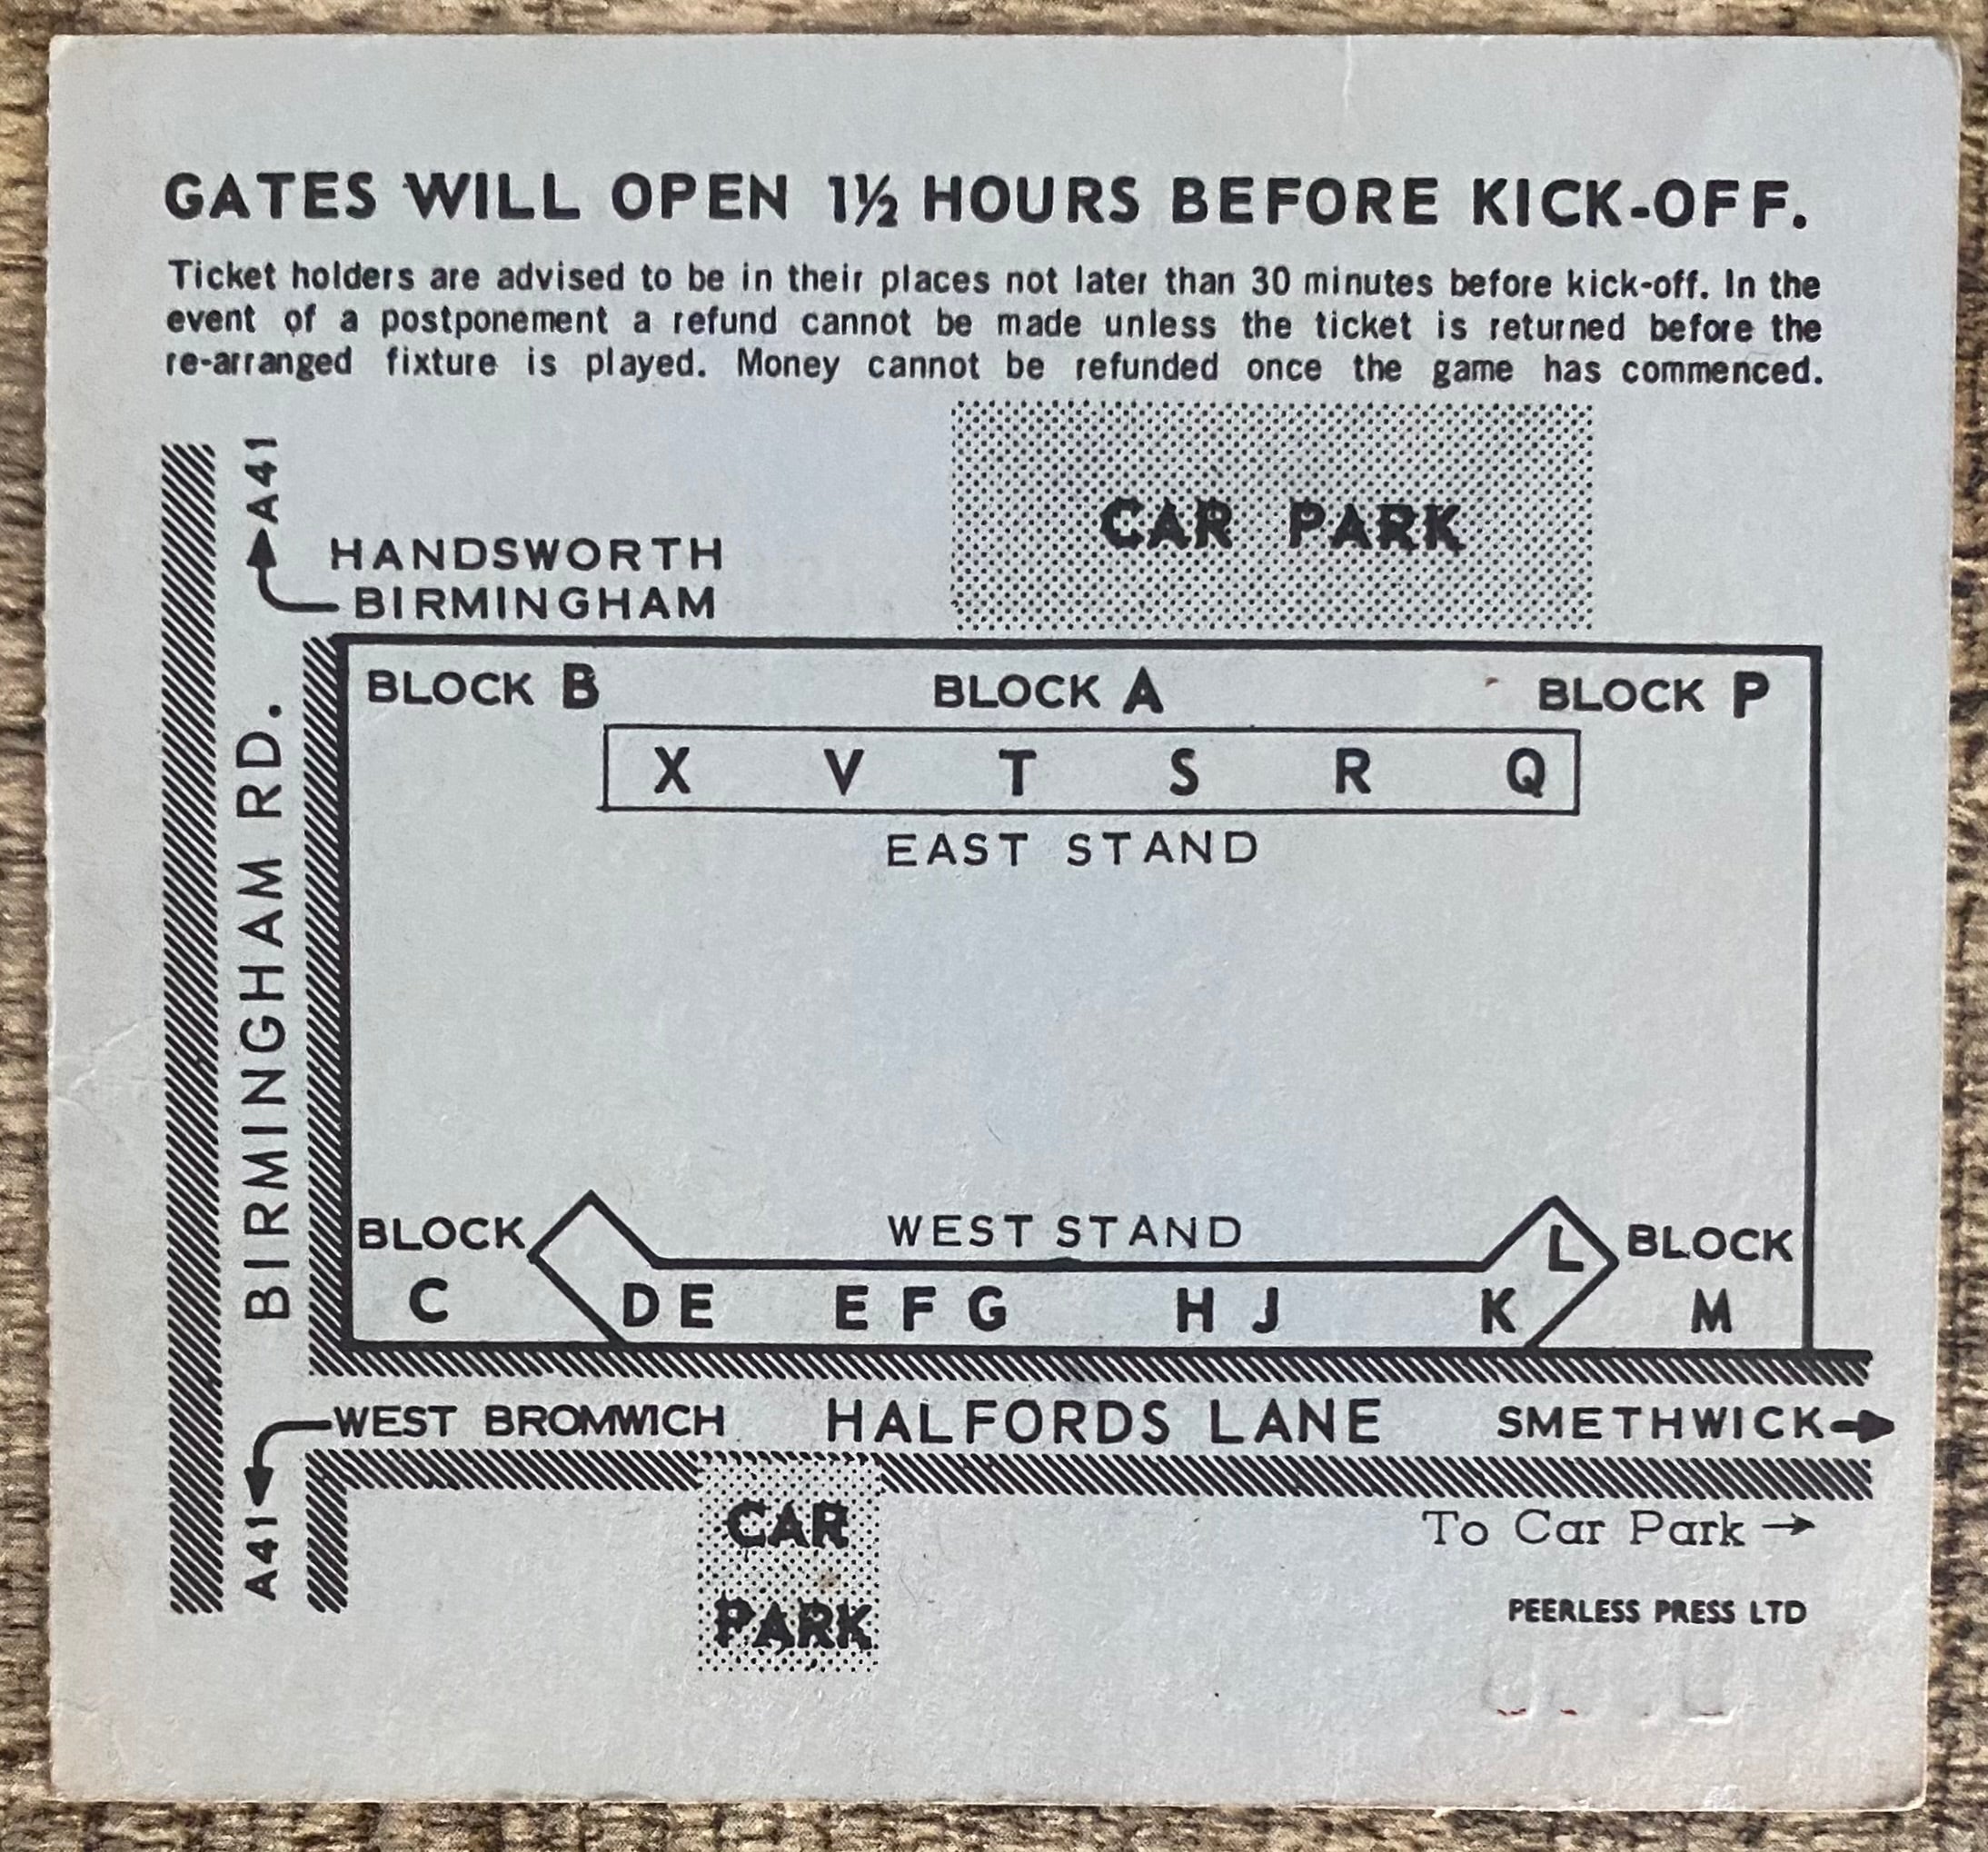 GATES WILL OPEN 1½ HOURS BEFORE KICK-OFF.
Ticket holders are advised to be in their places not later than 30 minutes before kick-off. In the
event of a postponement a refund cannot be made unless the ticket is returned before the
re-arranged fixture is played. Money cannot be refunded once the game has commenced.
A41
HANDSWORTH
BIRMINGHAM
CAR PARK
BIRMINGHAM RD.
BLOCK B
BLOCK A
BLOCK P
X V T S R Q
EAST STAND
BLOCK
C
WEST STAND
L
BLOCK
M
D E E F G H J K
WEST BROMWICH
HALFORDS LANE
SMETHWICK
A41
CAR
PARK
To Car Park →
PEERLESS PRESS LTD